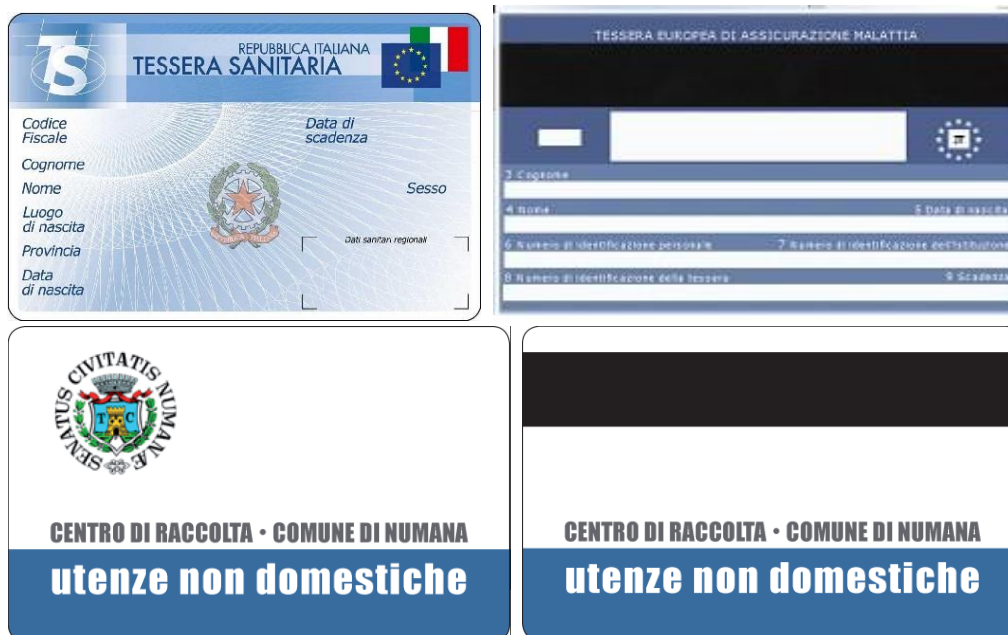 TS
REPUBBLICA ITALIANA
TESSERA SANITARIA
Codice
Fiscale
Data di
scadenza
Cognome
Nome
Sesso
Luogo
di nascita
Dati sanitari regionali
Provincia
Data
di nascita
TESSERA EUROPEA DI ASSICURAZIONE MALATTIA
3 Cognome
4 Nome
5 Data di nascita
6 Numero di identificazione personale
7 Numero di identificazione dell'istituzione
8 Numero di identificazione della tessera
9 Scadenza
SENATUS CIVITATIS NUMANÆ
T C
CENTRO DI RACCOLTA • COMUNE DI NUMANA
utenze non domestiche
CENTRO DI RACCOLTA • COMUNE DI NUMANA
utenze non domestiche